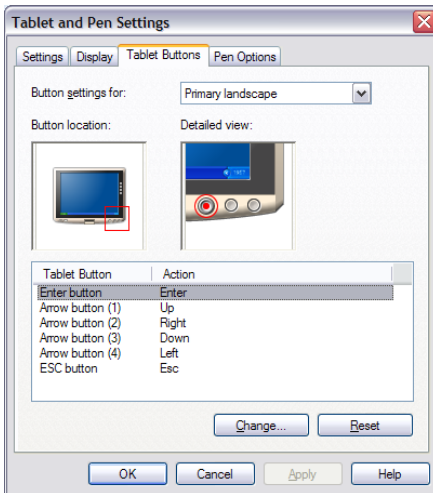 Tablet and Pen Settings
Settings Display Tablet Buttons Pen Options
Button settings for: Primary landscape
Button location: Detailed view:
Tablet Button Action
Enter button Enter
Arrow button (1) Up
Arrow button (2) Right
Arrow button (3) Down
Arrow button (4) Left
ESC button Esc
Change... Reset
OK Cancel Apply Help